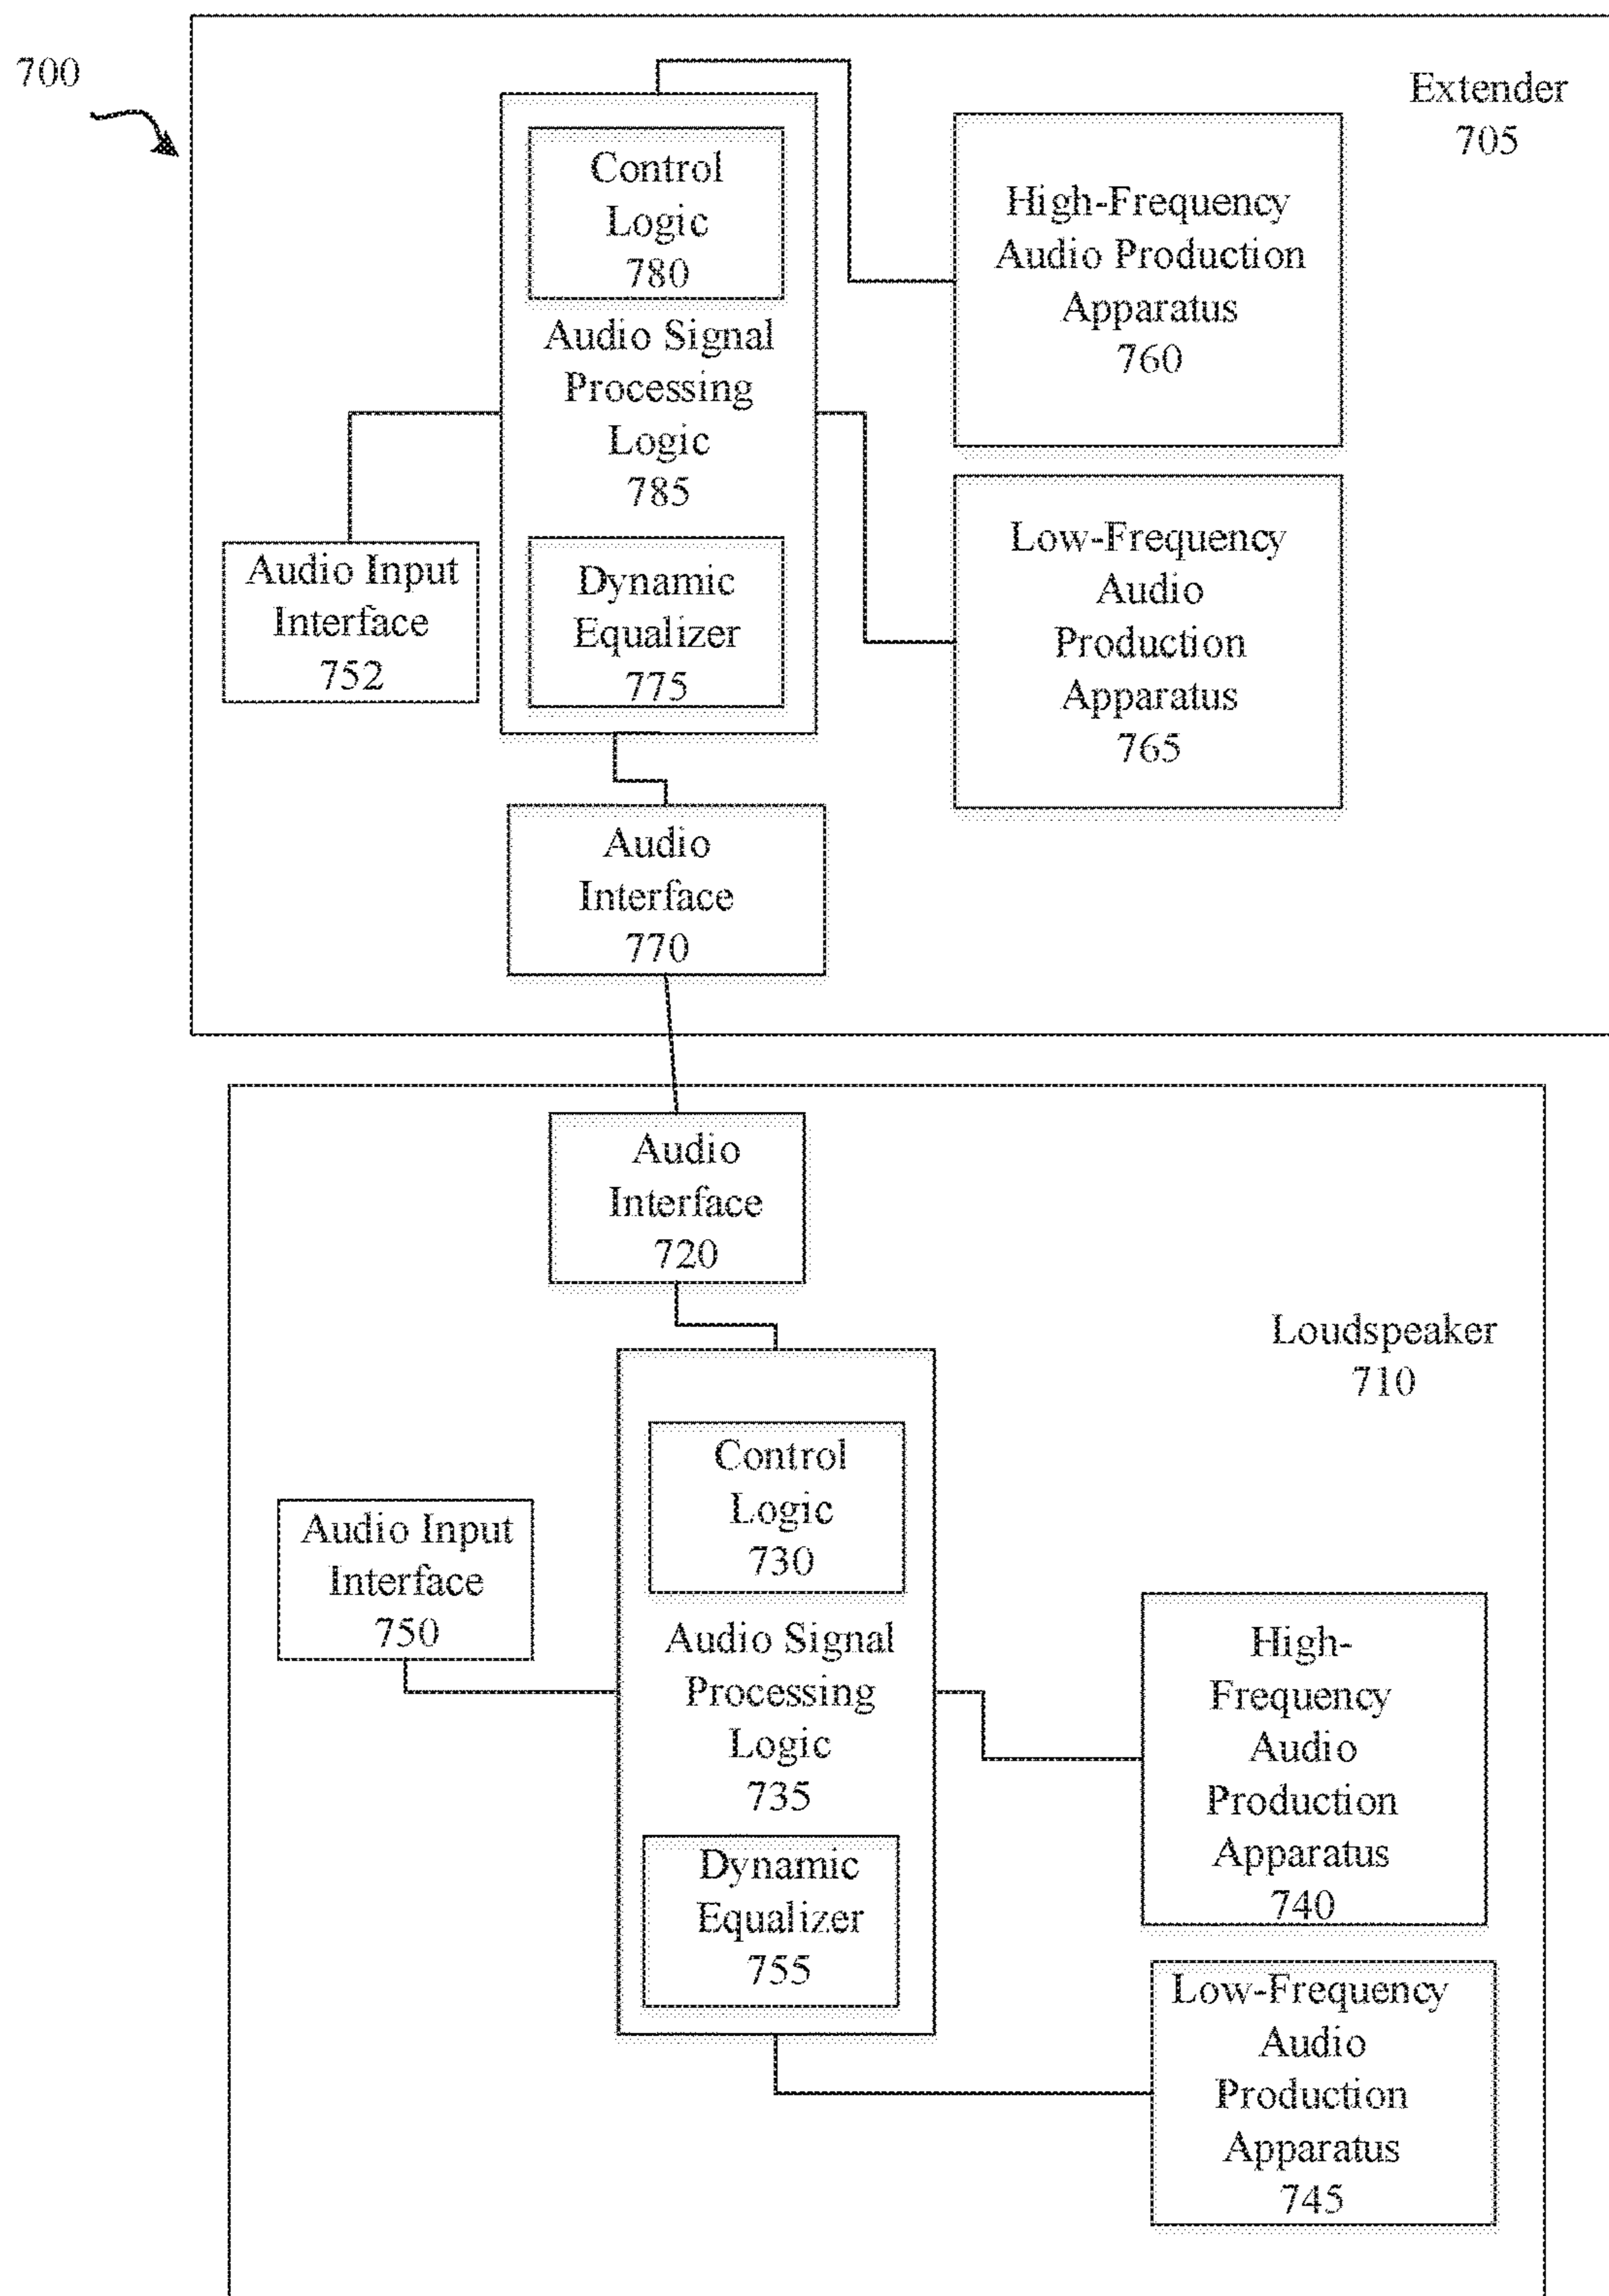 700
Extender
705
Control
Logic
780
Audio Signal
Processing
Logic
785
Dynamic
Equalizer
775
High-Frequency
Audio Production
Apparatus
760
Audio Input
Interface
752
Low-Frequency
Audio
Production
Apparatus
765
Audio
Interface
770
Audio
Interface
720
Loudspeaker
710
Control
Logic
730
Audio Signal
Processing
Logic
735
Dynamic
Equalizer
755
Audio Input
Interface
750
High-
Frequency
Audio
Production
Apparatus
740
Low-Frequency
Audio
Production
Apparatus
745